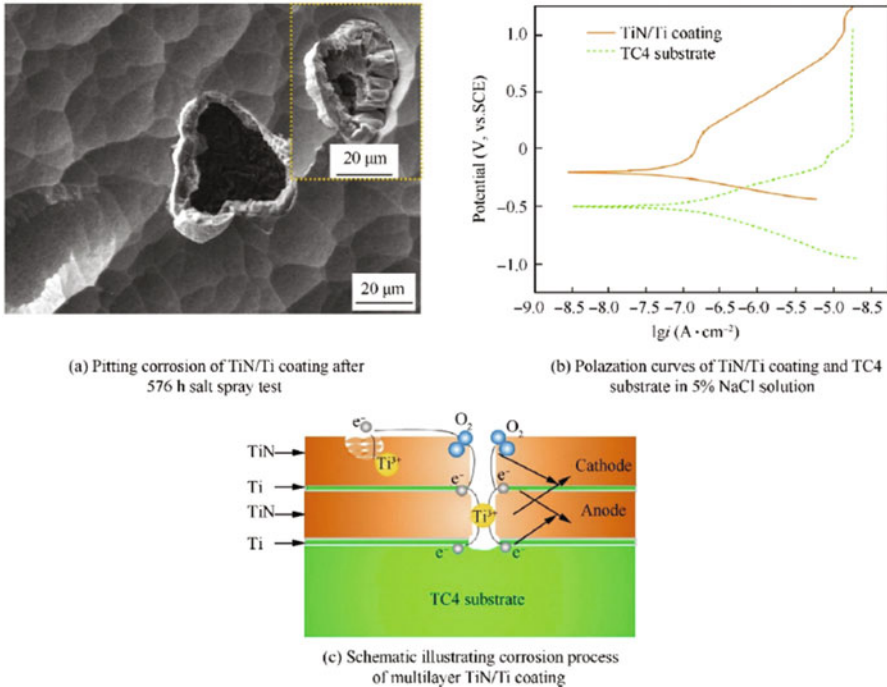 20 μm
20 μm
(a) Pitting corrosion of TiN/Ti coating after
576 h salt spray test
TiN/Ti coating
TC4 substrate
Potential (V, vs.SCE)
1.0
0.5
0
−0.5
−1.0
−9.0 −8.5 −8.0 −7.5 −7.0 −6.5 −6.0 −5.5 −5.0 −4.5
lgi (A·cm⁻²)
(b) Polazation curves of TiN/Ti coating and TC4
substrate in 5% NaCl solution
e⁻ O₂ O₂
TiN Ti³⁺ Cathode
Ti e⁻ e⁻
TiN Ti³⁺ Anode
Ti e⁻ e⁻
TC4 substrate
(c) Schematic illustrating corrosion process
of multilayer TiN/Ti coating